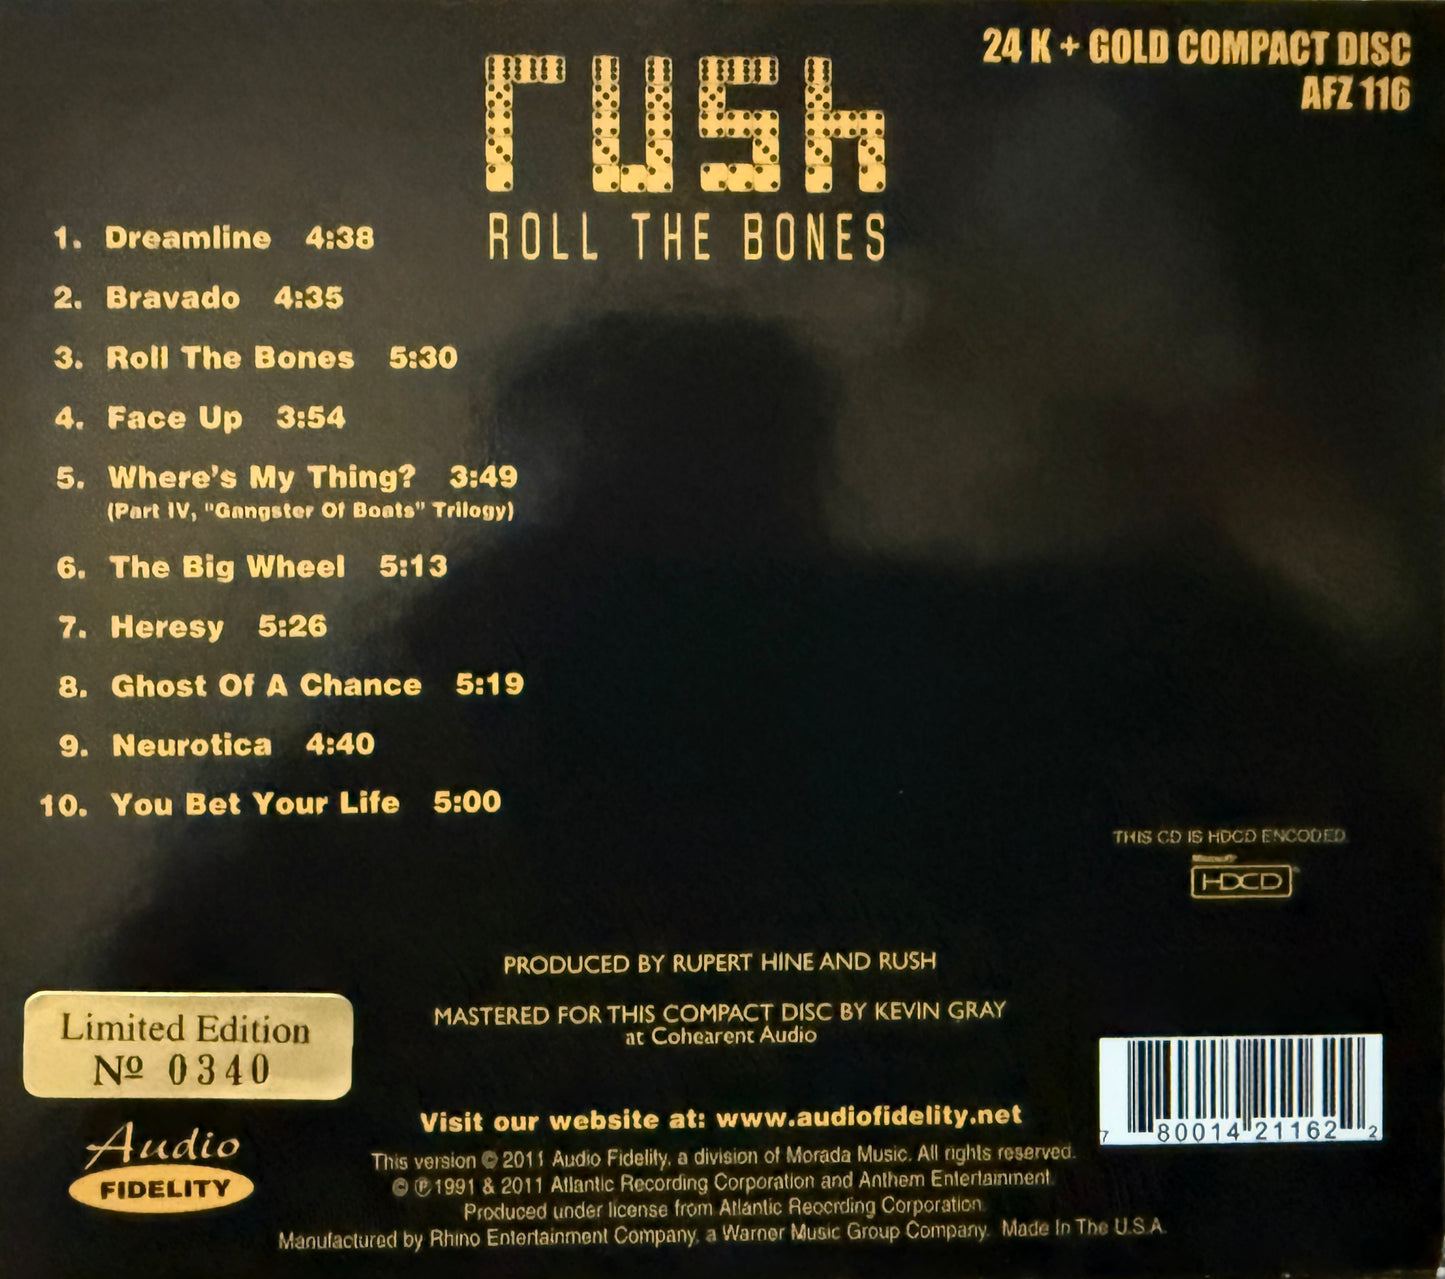 24 K + GOLD COMPACT DISC
AFZ 116
rush
ROLL THE BONES
1. Dreamline 4:38
2. Bravado 4:35
3. Roll The Bones 5:30
4. Face Up 3:54
5. Where's My Thing? 3:49
(Part IV, "Gangster Of Boats" Trilogy)
6. The Big Wheel 5:13
7. Heresy 5:26
8. Ghost Of A Chance 5:19
9. Neurotica 4:40
10. You Bet Your Life 5:00
THIS CD IS HDCD ENCODED
Microsoft
HDCD®
PRODUCED BY RUPERT HINE AND RUSH
MASTERED FOR THIS COMPACT DISC BY KEVIN GRAY
at Cohearent Audio
Limited Edition
Nº 0340
Audio
FIDELITY
Visit our website at: www.audiofidelity.net
This version © 2011 Audio Fidelity, a division of Morada Music. All rights reserved.
© ℗ 1991 & 2011 Atlantic Recording Corporation and Anthem Entertainment.
Produced under license from Atlantic Recording Corporation.
Manufactured by Rhino Entertainment Company, a Warner Music Group Company. Made In The U.S.A.
7 80014 21162 2